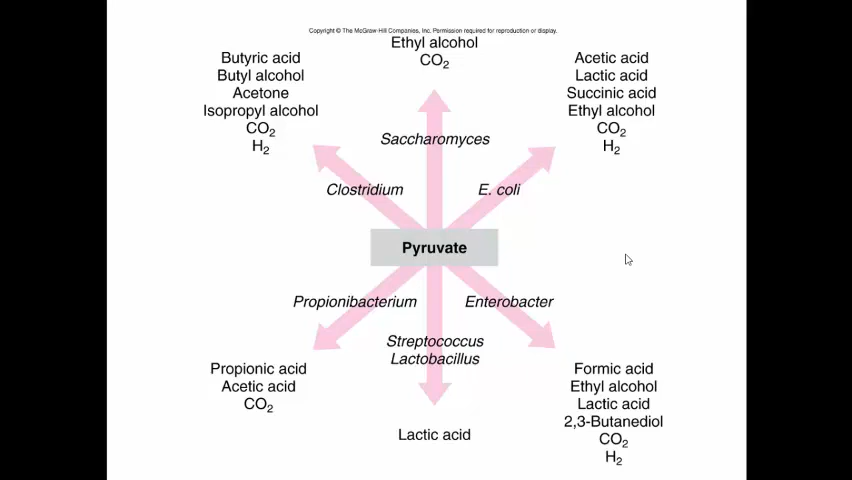 Copyright © The McGraw-Hill Companies, Inc. Permission required for reproduction or display.
Ethyl alcohol
CO₂
Butyric acid
Butyl alcohol
Acetone
Isopropyl alcohol
CO₂
H₂
Acetic acid
Lactic acid
Succinic acid
Ethyl alcohol
CO₂
H₂
Saccharomyces
Clostridium
E. coli
Pyruvate
Propionibacterium
Enterobacter
Streptococcus
Lactobacillus
Propionic acid
Acetic acid
CO₂
Lactic acid
Formic acid
Ethyl alcohol
Lactic acid
2,3-Butanediol
CO₂
H₂